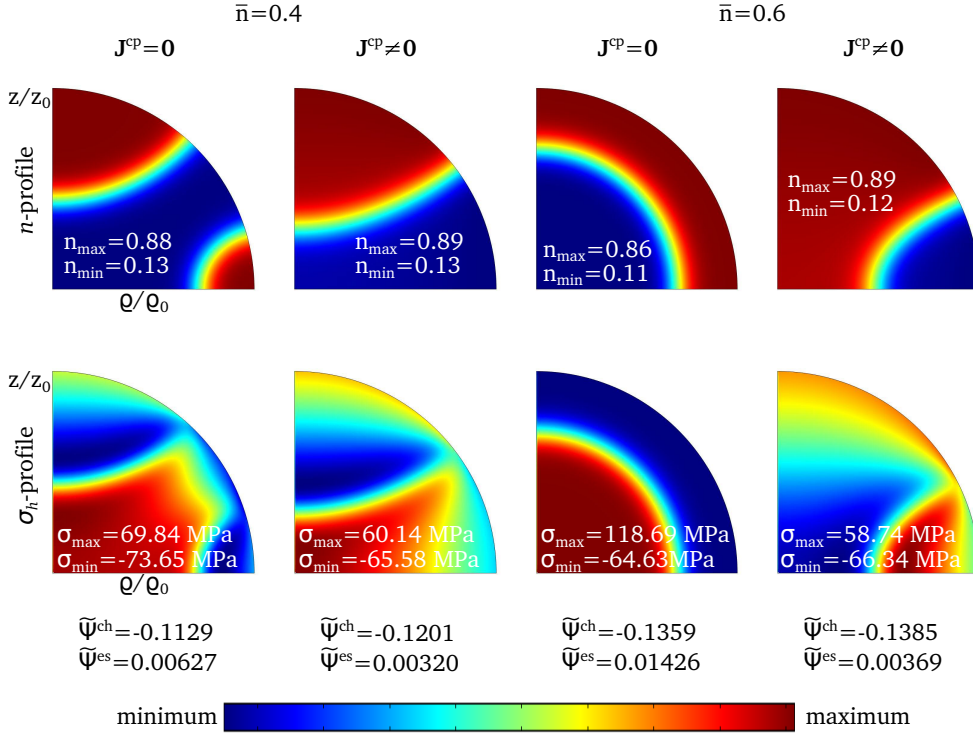 n̄=0.4 n̄=0.6
Jᶜᵖ=0 Jᶜᵖ≠0 Jᶜᵖ=0 Jᶜᵖ≠0
z/z₀
n-profile
n_max=0.88
n_min=0.13
n_max=0.89
n_min=0.13
n_max=0.86
n_min=0.11
n_max=0.89
n_min=0.12
ϱ/ϱ₀
z/z₀
σ_h-profile
σ_max=69.84 MPa
σ_min=-73.65 MPa
σ_max=60.14 MPa
σ_min=-65.58 MPa
σ_max=118.69 MPa
σ_min=-64.63MPa
σ_max=58.74 MPa
σ_min=-66.34 MPa
ϱ/ϱ₀
Ψ̃ᶜʰ=-0.1129 Ψ̃ᶜʰ=-0.1201 Ψ̃ᶜʰ=-0.1359 Ψ̃ᶜʰ=-0.1385
Ψ̃ᵉˢ=0.00627 Ψ̃ᵉˢ=0.00320 Ψ̃ᵉˢ=0.01426 Ψ̃ᵉˢ=0.00369
minimum maximum